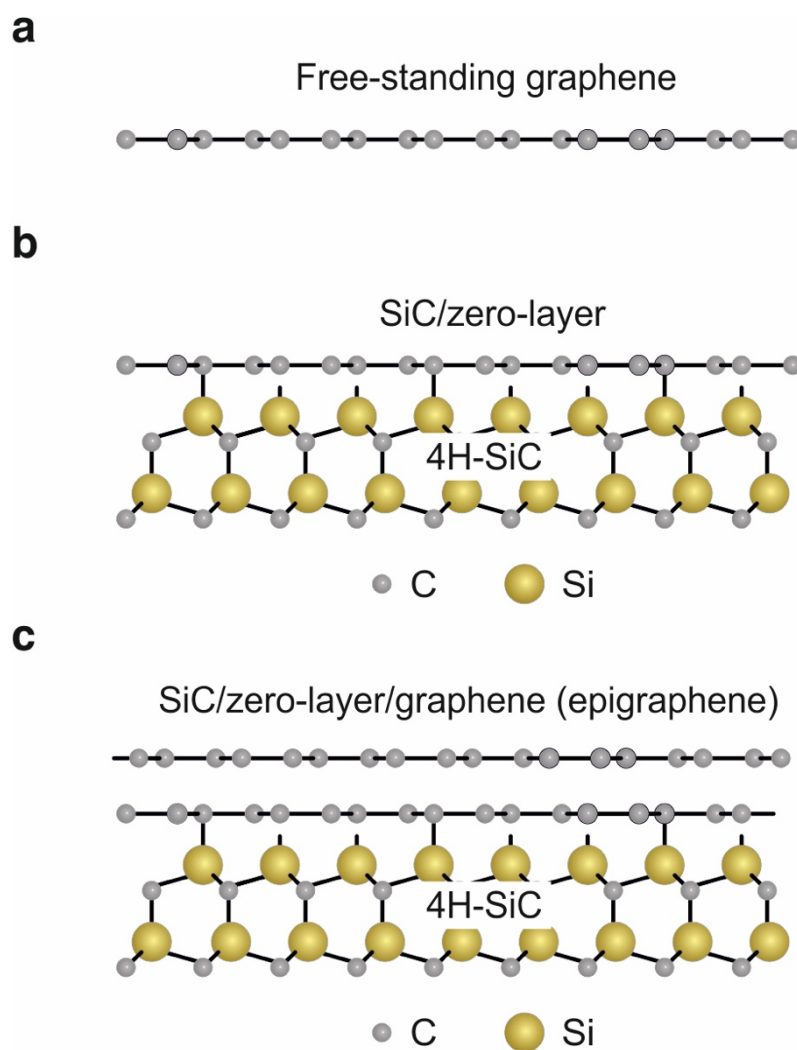 a
Free-standing graphene
b
SiC/zero-layer
4H-SiC
C Si
c
SiC/zero-layer/graphene (epigraphene)
4H-SiC
C Si